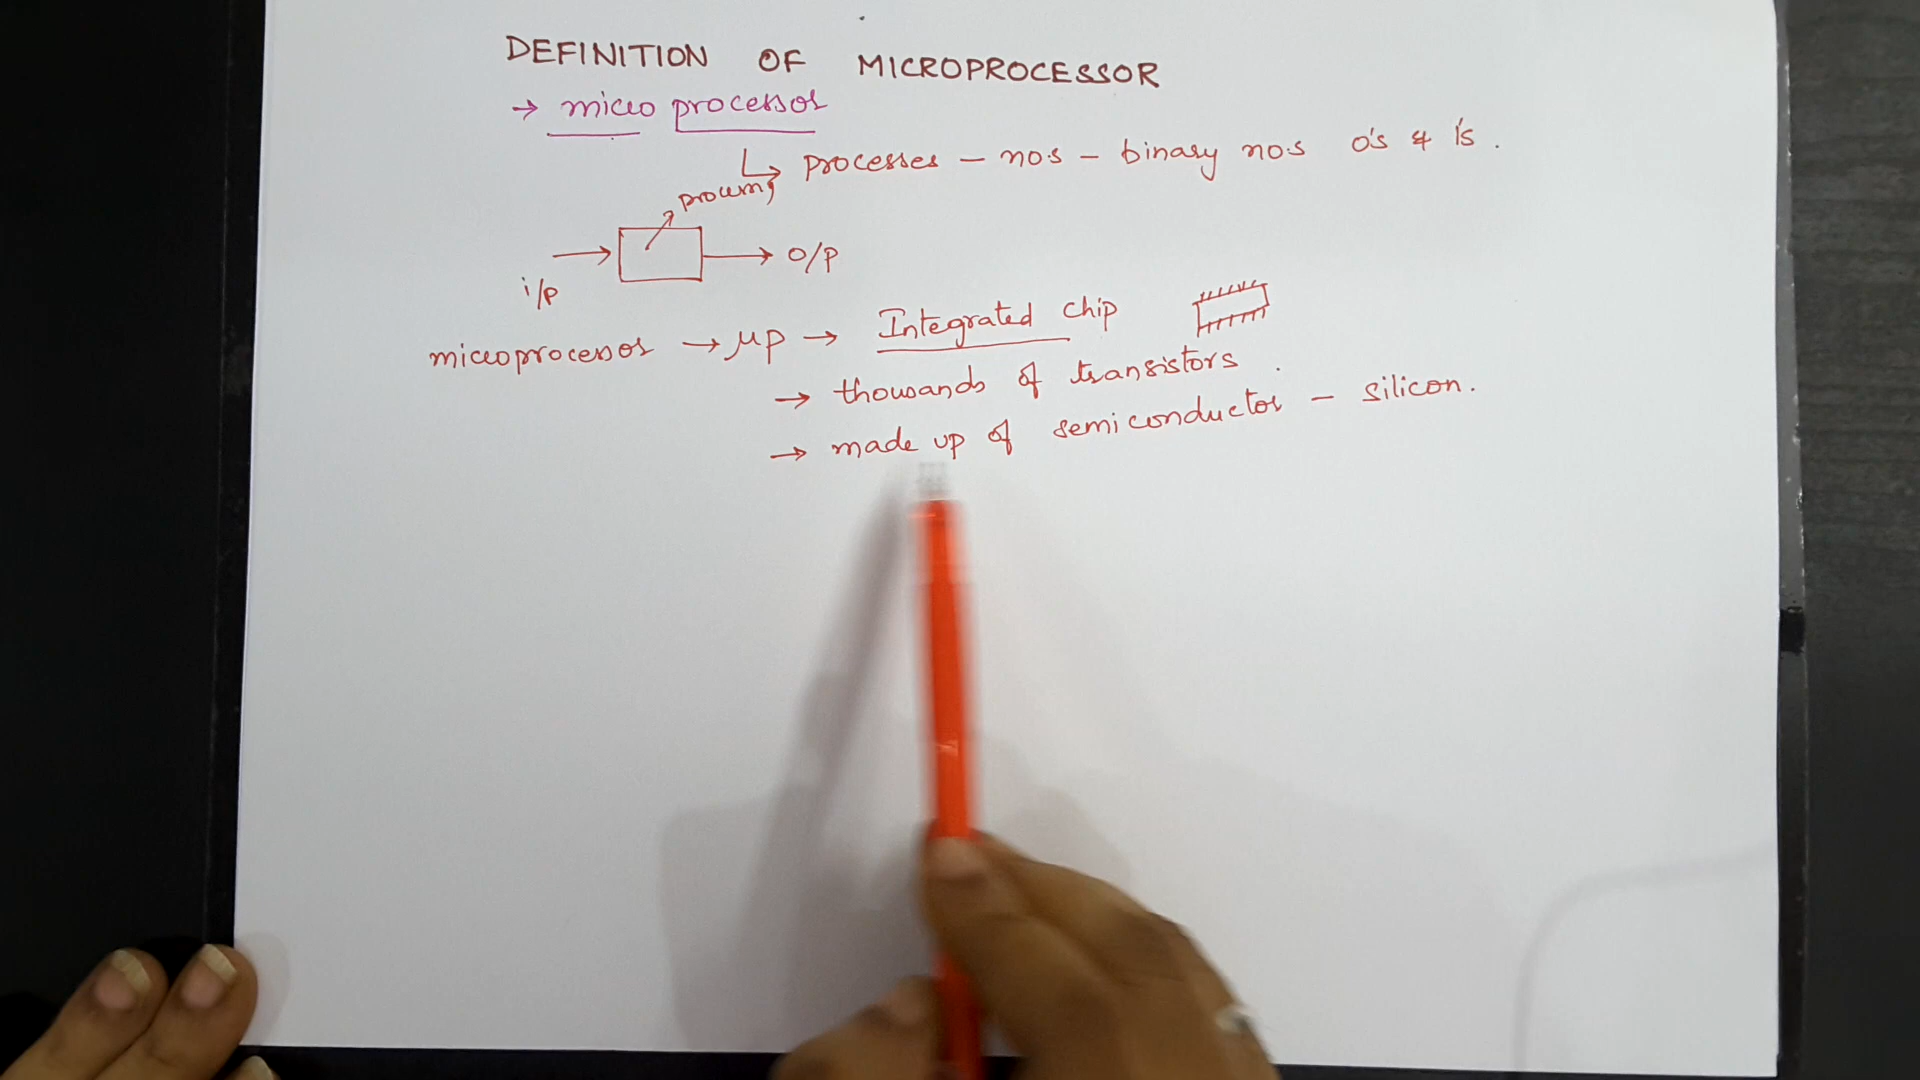 DEFINITION OF MICROPROCESSOR
→ micro processor
↳ processes – nos – binary nos 0's & 1's.
i/p → → O/P
microprocessor → μp → Integrated chip
→ thousands of transistors.
→ made up of semiconductor – silicon.